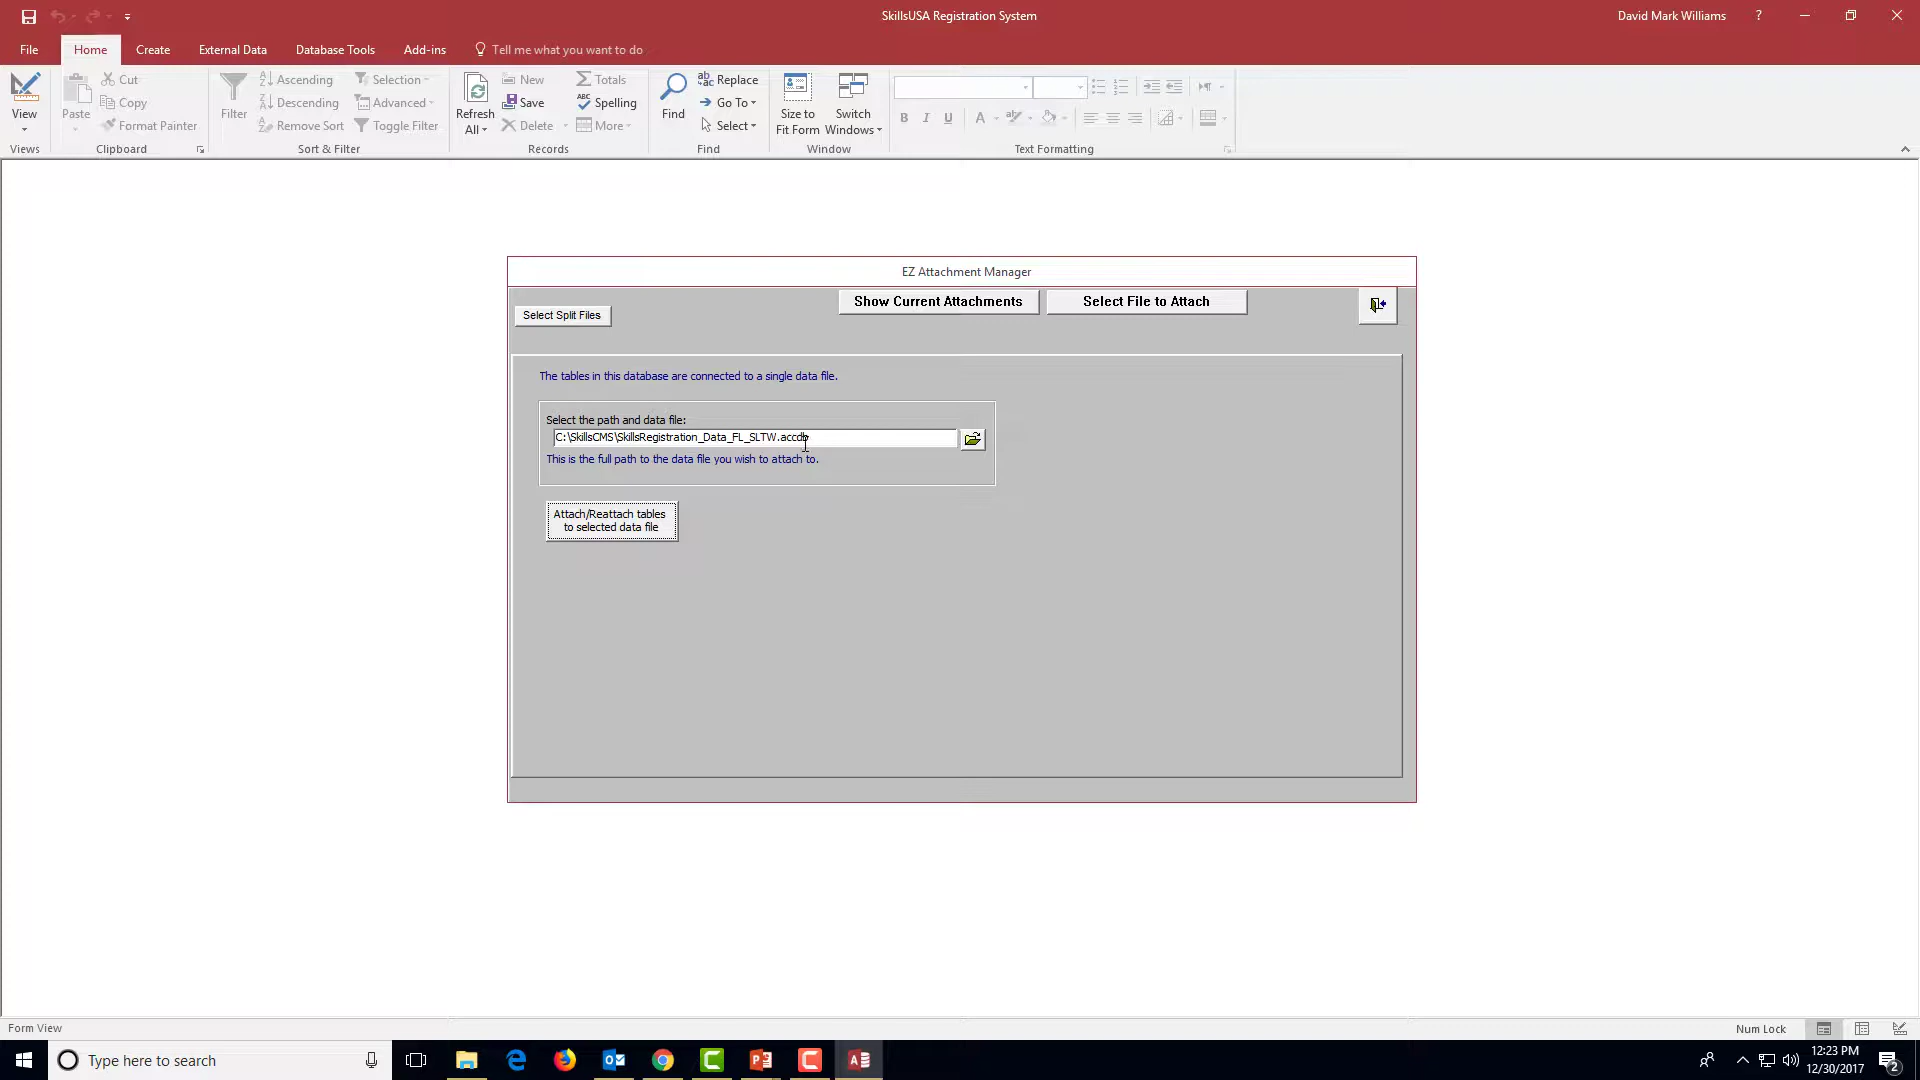 SkillsUSA Registration System
David Mark Williams
?
File
Home
Create
External Data
Database Tools
Add-ins
Tell me what you want to do
View
Views
Paste
Cut
Copy
Format Painter
Clipboard
Filter
Ascending
Descending
Remove Sort
Selection
Advanced
Toggle Filter
Sort & Filter
Refresh
All
New
Save
Delete
Totals
Spelling
More
Records
Find
Replace
Go To
Select
Find
Size to
Fit Form
Switch
Windows
Window
B I U A
Text Formatting
EZ Attachment Manager
Select Split Files
Show Current Attachments
Select File to Attach
The tables in this database are connected to a single data file.
Select the path and data file:
C:\SkillsCMS\SkillsRegistration_Data_FL_SLTW.accdb
This is the full path to the data file you wish to attach to.
Attach/Reattach tables
to selected data file
Form View
Num Lock
Type here to search
12:23 PM
12/30/2017
2